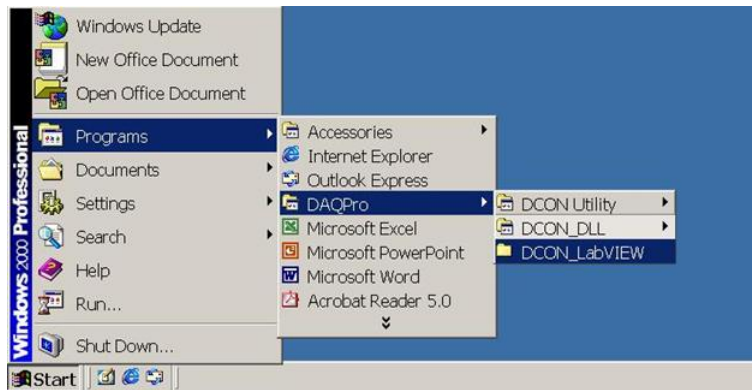 Windows Update
New Office Document
Open Office Document
Programs
Documents
Settings
Search
Help
Run...
Shut Down...
Windows 2000 Professional
Accessories
Internet Explorer
Outlook Express
DAQPro
Microsoft Excel
Microsoft PowerPoint
Microsoft Word
Acrobat Reader 5.0
DCON Utility
DCON_DLL
DCON_LabVIEW
Start